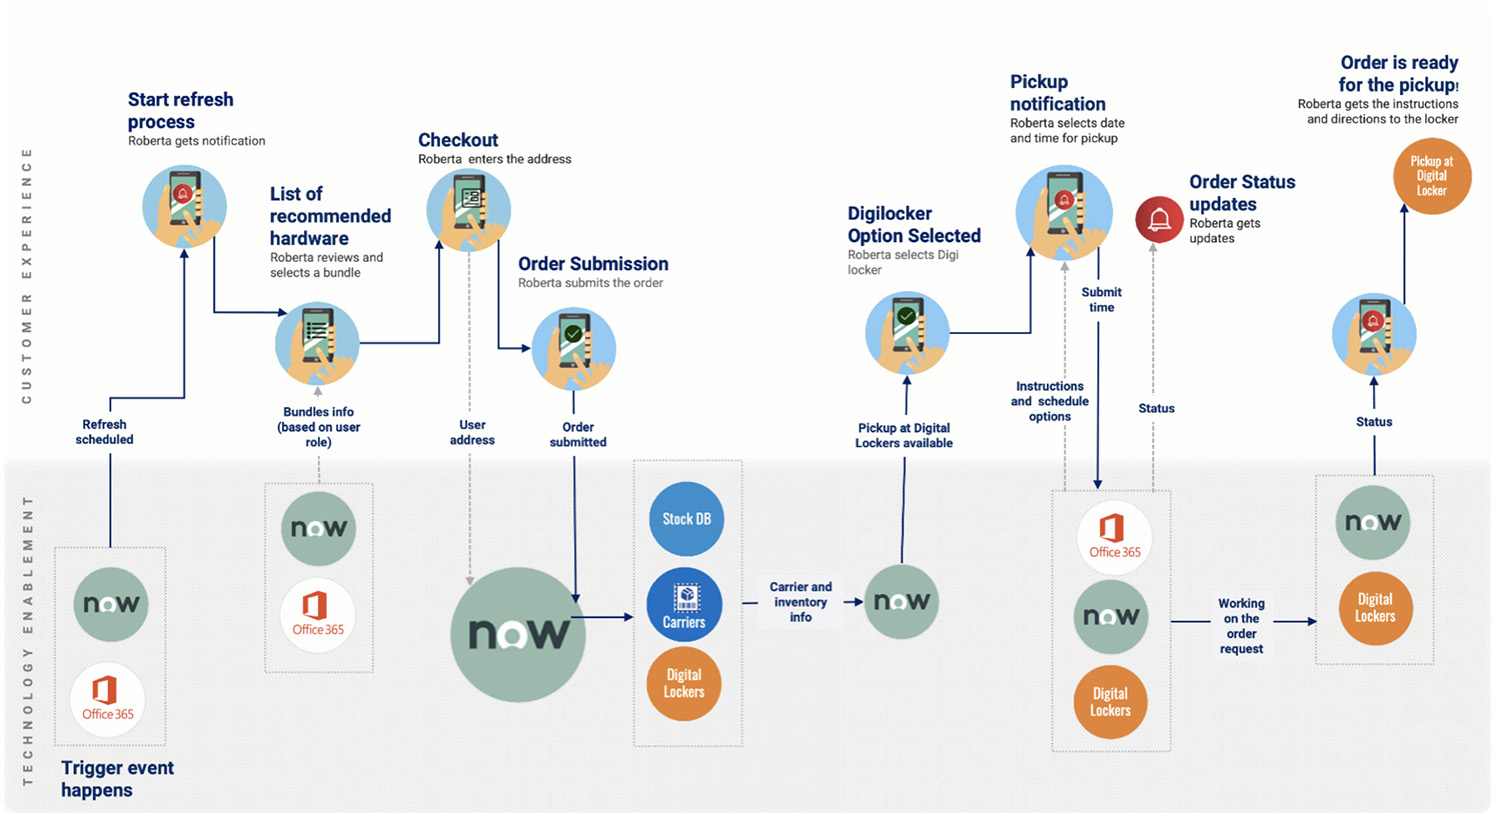 CUSTOMER EXPERIENCE
Start refresh
process
Roberta gets notification
List of
recommended
hardware
Roberta reviews and
selects a bundle
Checkout
Roberta enters the address
Order Submission
Roberta submits the order
Digilocker
Option Selected
Roberta selects Digi
locker
Pickup
notification
Roberta selects date
and time for pickup
Order Status
updates
Roberta gets
updates
Order is ready
for the pickup!
Roberta gets the instructions
and directions to the locker
Pickup at
Digital
Locker
Refresh
scheduled
Bundles info
(based on user
role)
User
address
Order
submitted
Pickup at Digital
Lockers available
Submit
time
Instructions
and schedule
options
Status
Status
TECHNOLOGY ENABLEMENT
now
Office 365
Trigger event
happens
now
Office 365
now
Stock DB
Carriers
Digital
Lockers
Carrier and
inventory
info
now
Office 365
now
Digital
Lockers
Working
on the
order
request
now
Digital
Lockers